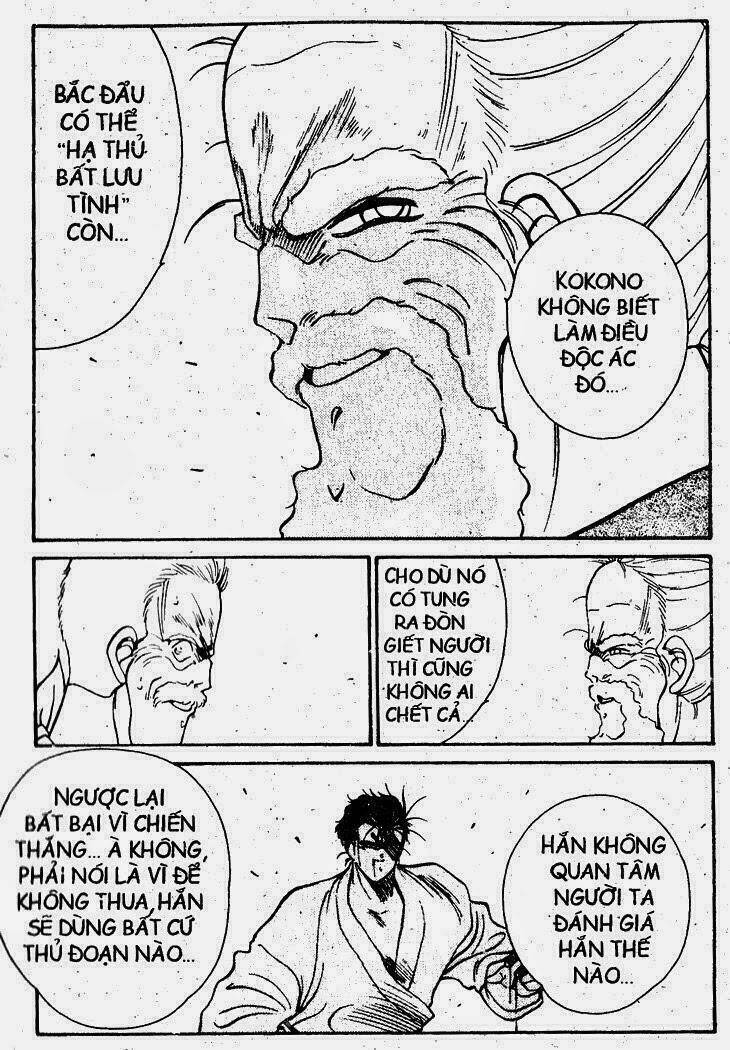 BẮC ĐẨU
CÓ THỂ
"HẠ THỦ
BẤT LƯU
TÌNH"
CÒN...
KOKONO
KHÔNG BIẾT
LÀM ĐIỀU
ĐỘC ÁC
ĐÓ...
CHO DÙ NÓ
CÓ TUNG
RA ĐÒN
GIẾT NGƯỜI
THÌ CŨNG
KHÔNG AI
CHẾT CẢ...
NGƯỢC LẠI
BẤT BẠI VÌ CHIẾN
THẮNG... À KHÔNG,
PHẢI NÓI LÀ VÌ ĐỂ
KHÔNG THUA, HẮN
SẼ DÙNG BẤT CỨ
THỦ ĐOẠN NÀO...
HẮN KHÔNG
QUAN TÂM
NGƯỜI TA
ĐÁNH GIÁ
HẮN THẾ
NÀO...